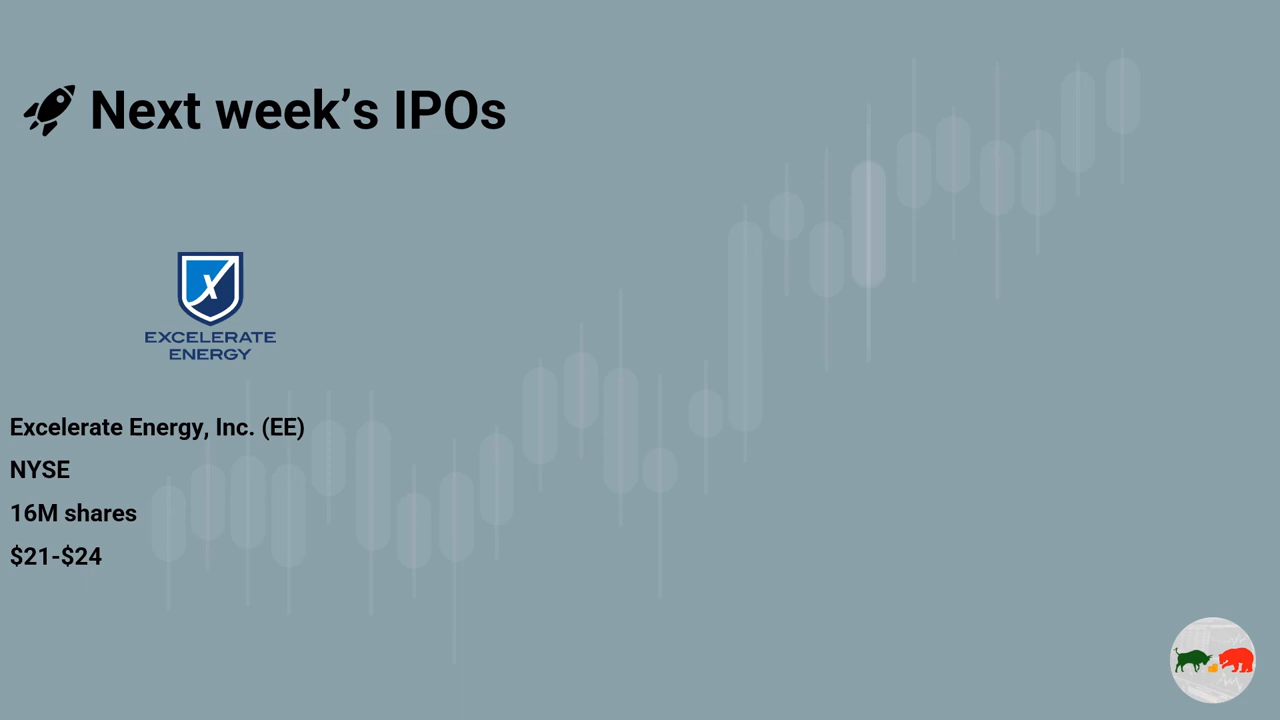 Next week’s IPOs
X
EXCELERATE
ENERGY
Excelerate Energy, Inc. (EE)
NYSE
16M shares
$21-$24